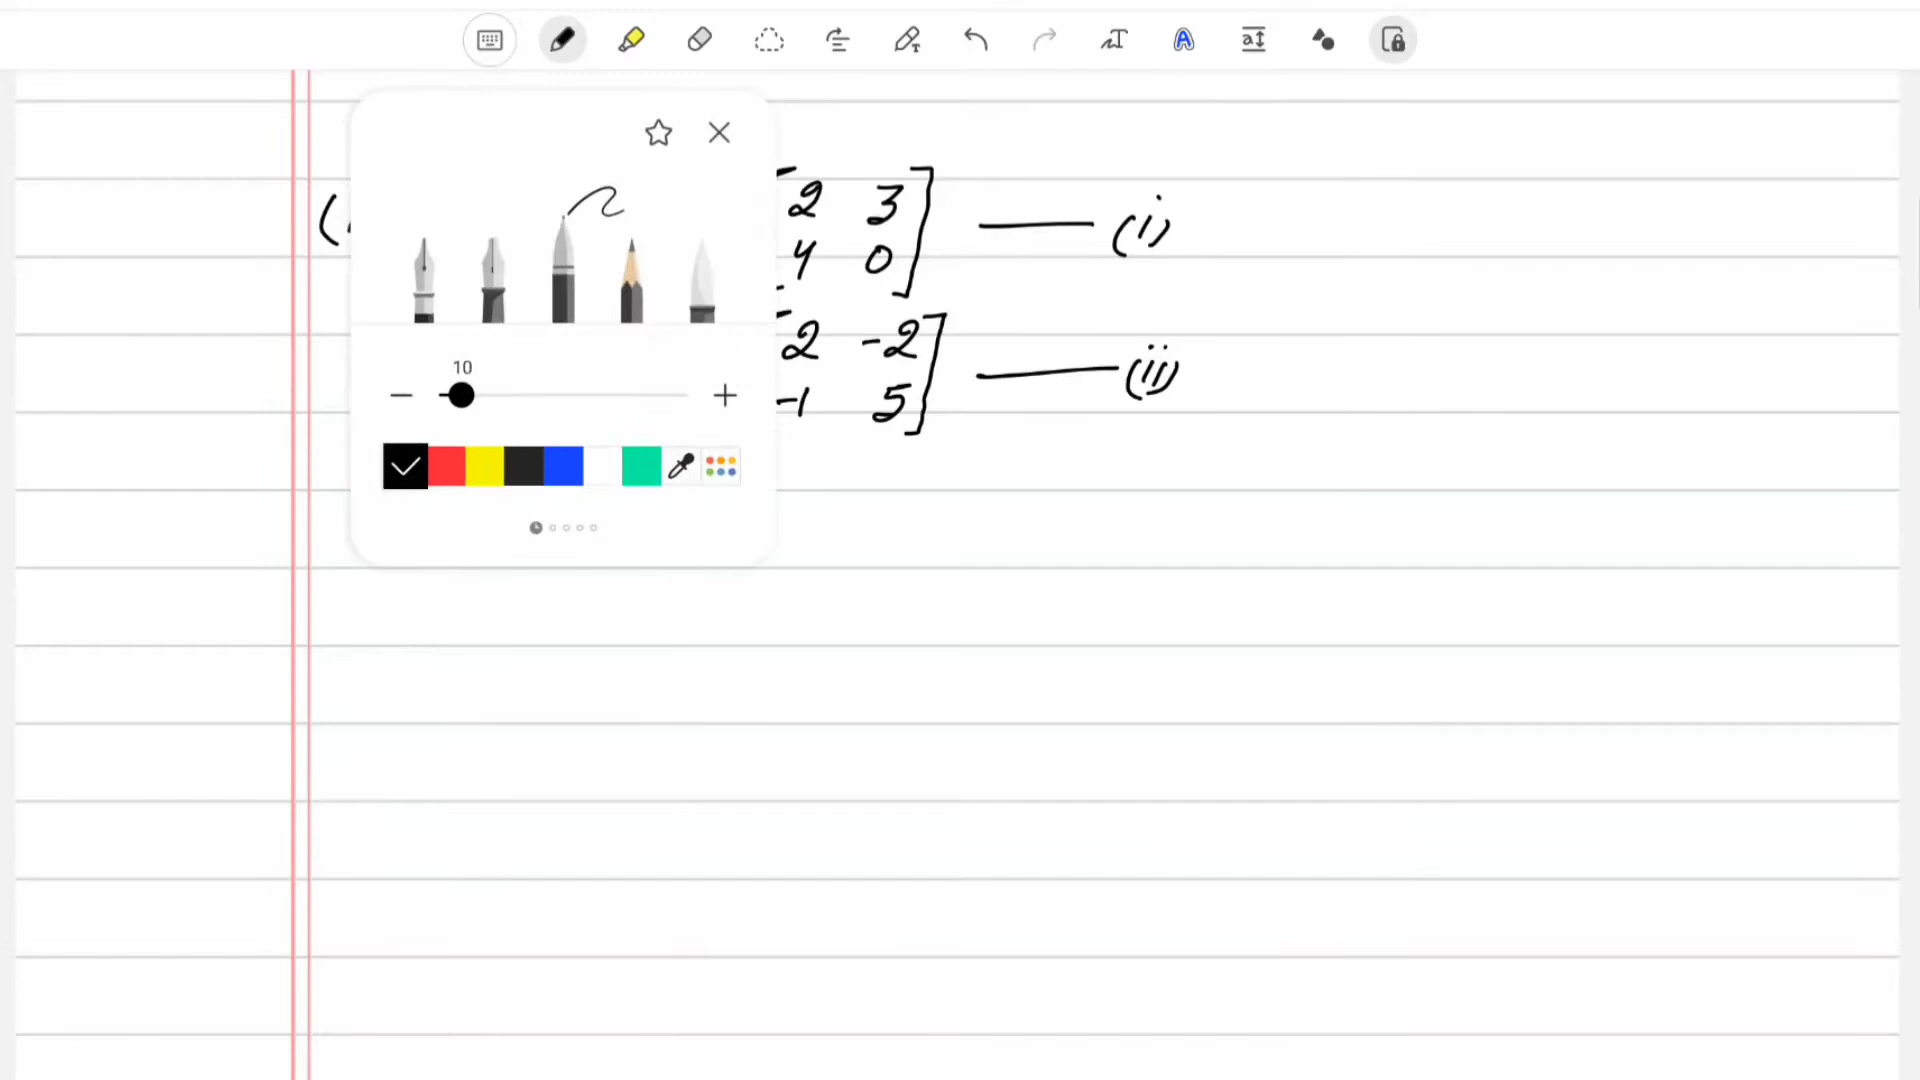 2 3 ] —— (i)
4 0
2 -2 ] —— (ii)
-1 5
10